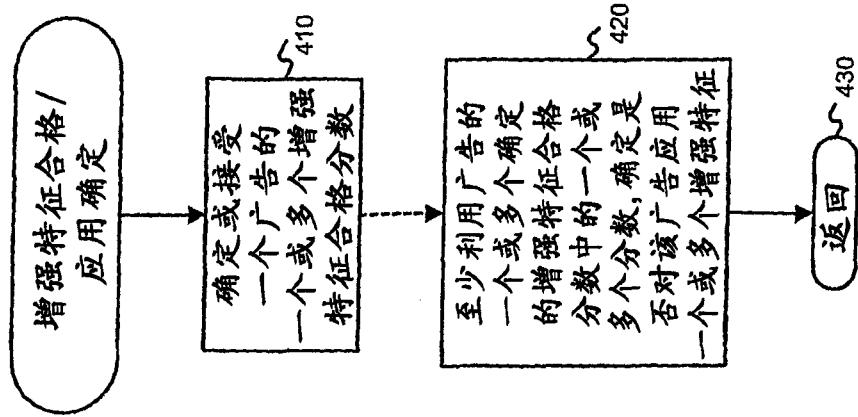 增强特征合格/
应用确定
确定或接受
一个广告的
一个或多个增强
特征合格分数
410
至少利用广告的
一个或多个确定
的增强特征合格
分数中的一个或
多个分数,确定是
否对该广告应用
一个或多个增强特征
420
返回
430